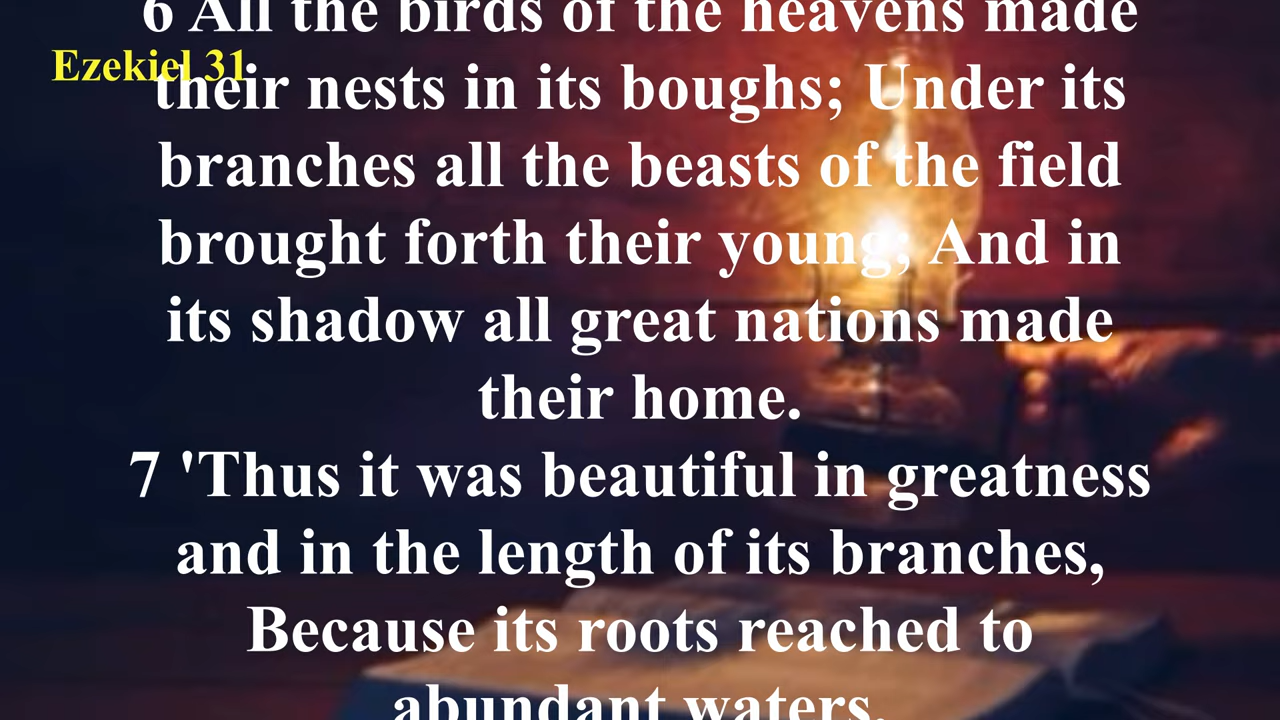 6 All the birds of the heavens made
Ezekiel 31
their nests in its boughs; Under its
branches all the beasts of the field
brought forth their young; And in
its shadow all great nations made
their home.
7 'Thus it was beautiful in greatness
and in the length of its branches,
Because its roots reached to
abundant waters.